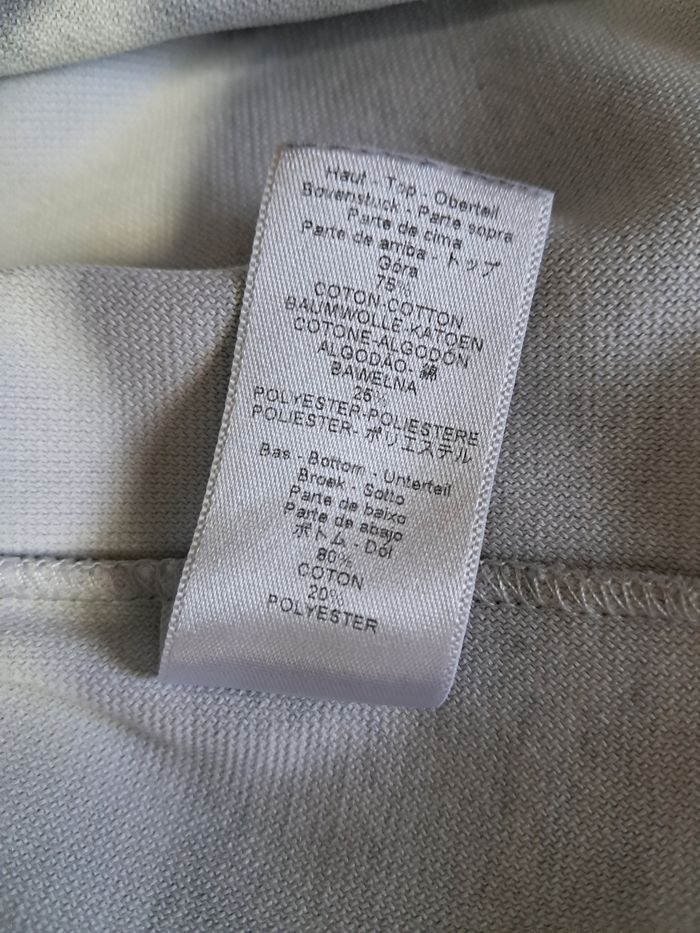 Haut - Top - Oberteil
Bovenstuck - Parte sopra
Parte de cima
Parte de arriba - トップ
Góra
75%
COTON-COTTON
BAUMWOLLE-KATOEN
COTONE-ALGODÓN
ALGODAO- 綿
BAWEŁNA
25%
POLYESTER-POLIESTERE
POLIESTER- ポリエステル
Bas - Bottom - Unterteil
Broek - Sotto
Parte de baixo
Parte de abajo
ボトム - Dół
80%
COTON
20%
POLYESTER